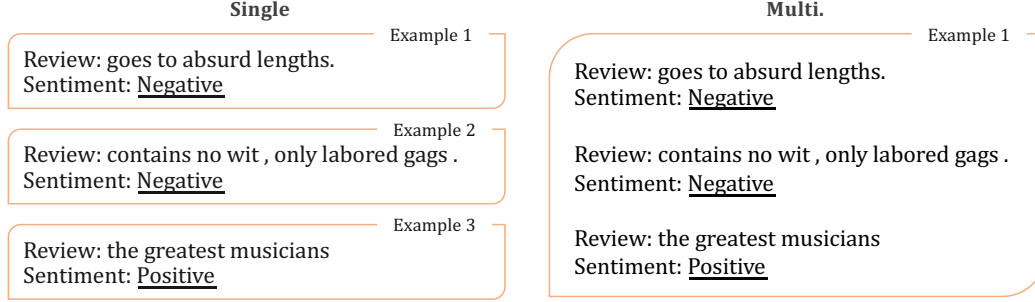 Single
Example 1
Review: goes to absurd lengths.
Sentiment: Negative
Example 2
Review: contains no wit , only labored gags .
Sentiment: Negative
Example 3
Review: the greatest musicians
Sentiment: Positive
Multi.
Example 1
Review: goes to absurd lengths.
Sentiment: Negative
Review: contains no wit , only labored gags .
Sentiment: Negative
Review: the greatest musicians
Sentiment: Positive